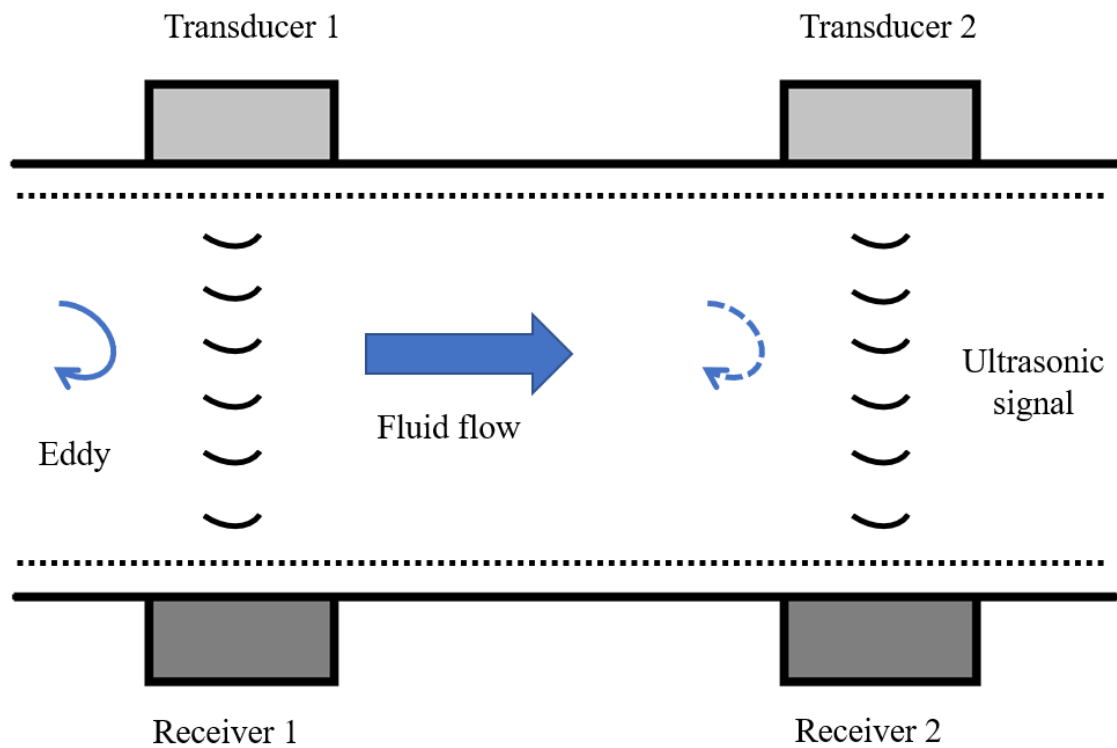 Transducer 1
Transducer 2
Ultrasonic
signal
Fluid flow
Eddy
Receiver 1
Receiver 2